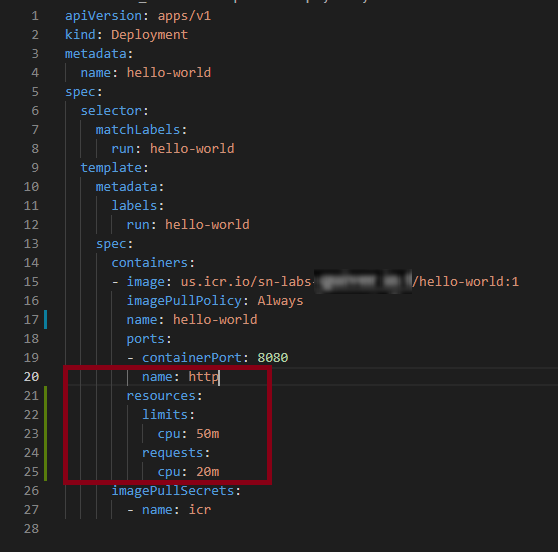 1 apiVersion: apps/v1
2 kind: Deployment
3 metadata:
4   name: hello-world
5 spec:
6   selector:
7     matchLabels:
8       run: hello-world
9   template:
10     metadata:
11       labels:
12         run: hello-world
13     spec:
14       containers:
15       - image: us.icr.io/sn-labs- /hello-world:1
16         imagePullPolicy: Always
17         name: hello-world
18         ports:
19         - containerPort: 8080
20           name: http
21         resources:
22           limits:
23             cpu: 50m
24           requests:
25             cpu: 20m
26       imagePullSecrets:
27         - name: icr
28